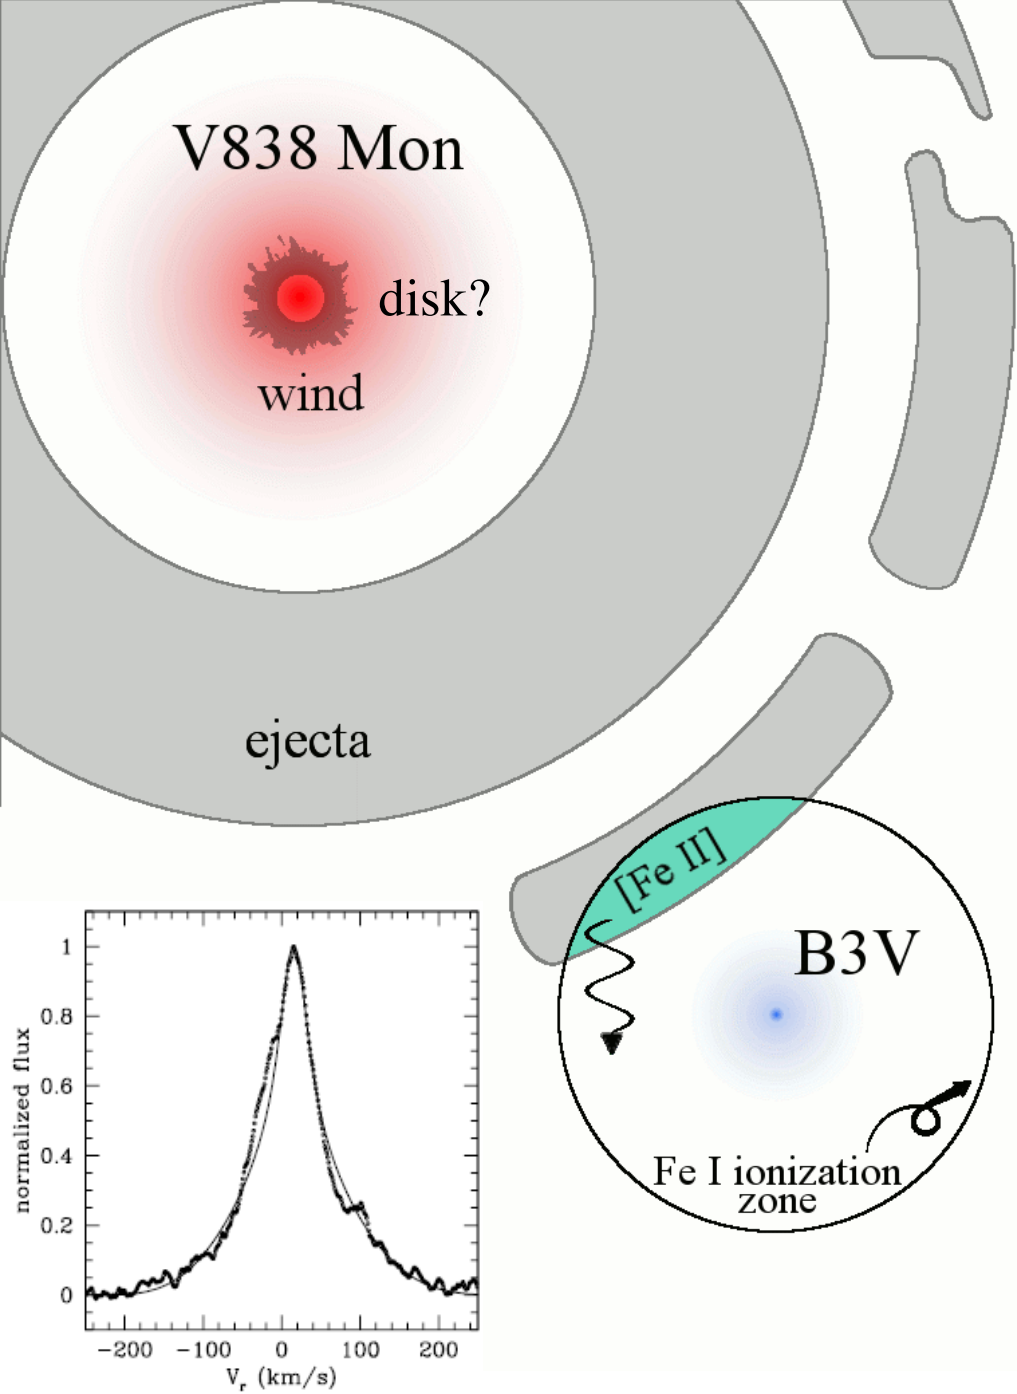 V838 Mon
disk?
wind
ejecta
[Fe II]
B3V
Fe I ionization
zone
1
0.8
0.6
0.4
0.2
0
normalized flux
−200 −100 0 100 200
Vr (km/s)